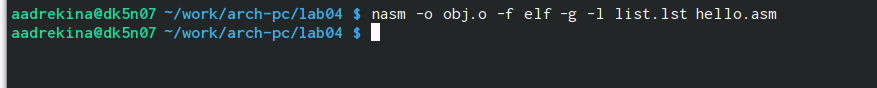 aadrekina@dk5n07 ~/work/arch-pc/lab04 $ nasm -o obj.o -f elf -g -l list.lst hello.asm
aadrekina@dk5n07 ~/work/arch-pc/lab04 $